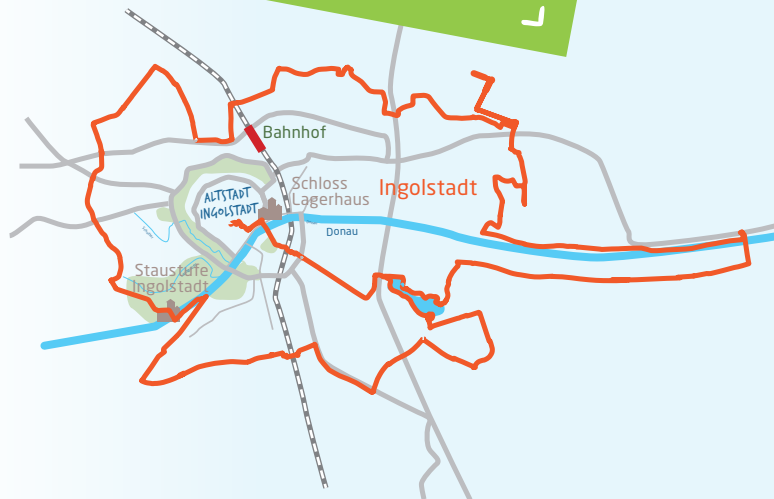 Bahnhof
Schloss
Lagerhaus
Ingolstadt
ALTSTADT
INGOLSTADT
Donau
Staustufe
Ingolstadt